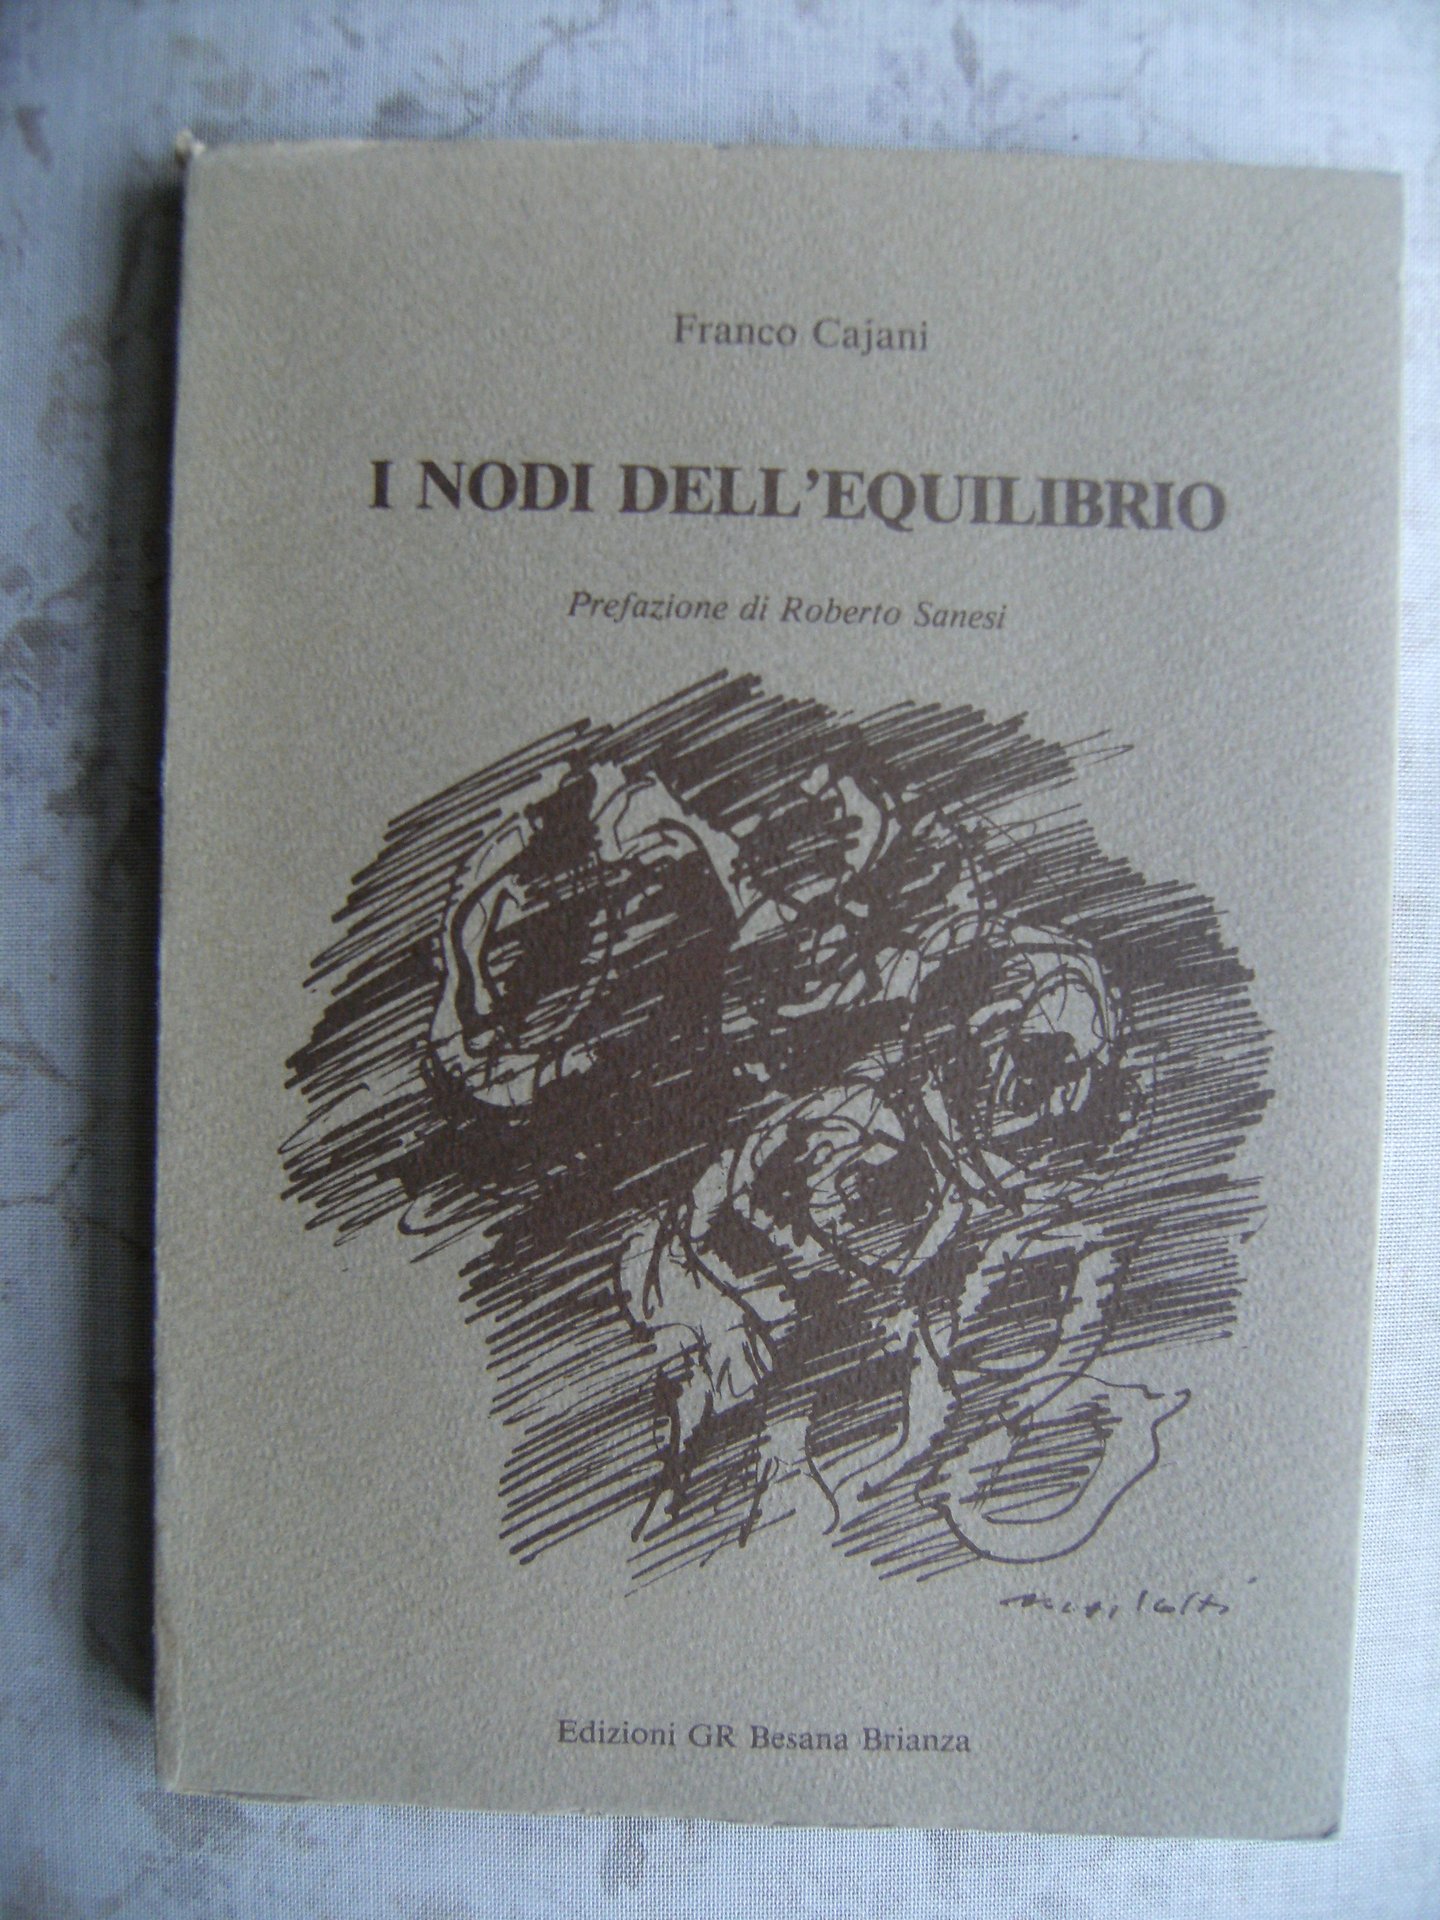 Franco Cajani
I NODI DELL'EQUILIBRIO
Prefazione di Roberto Sanesi
Edizioni GR Besana Brianza